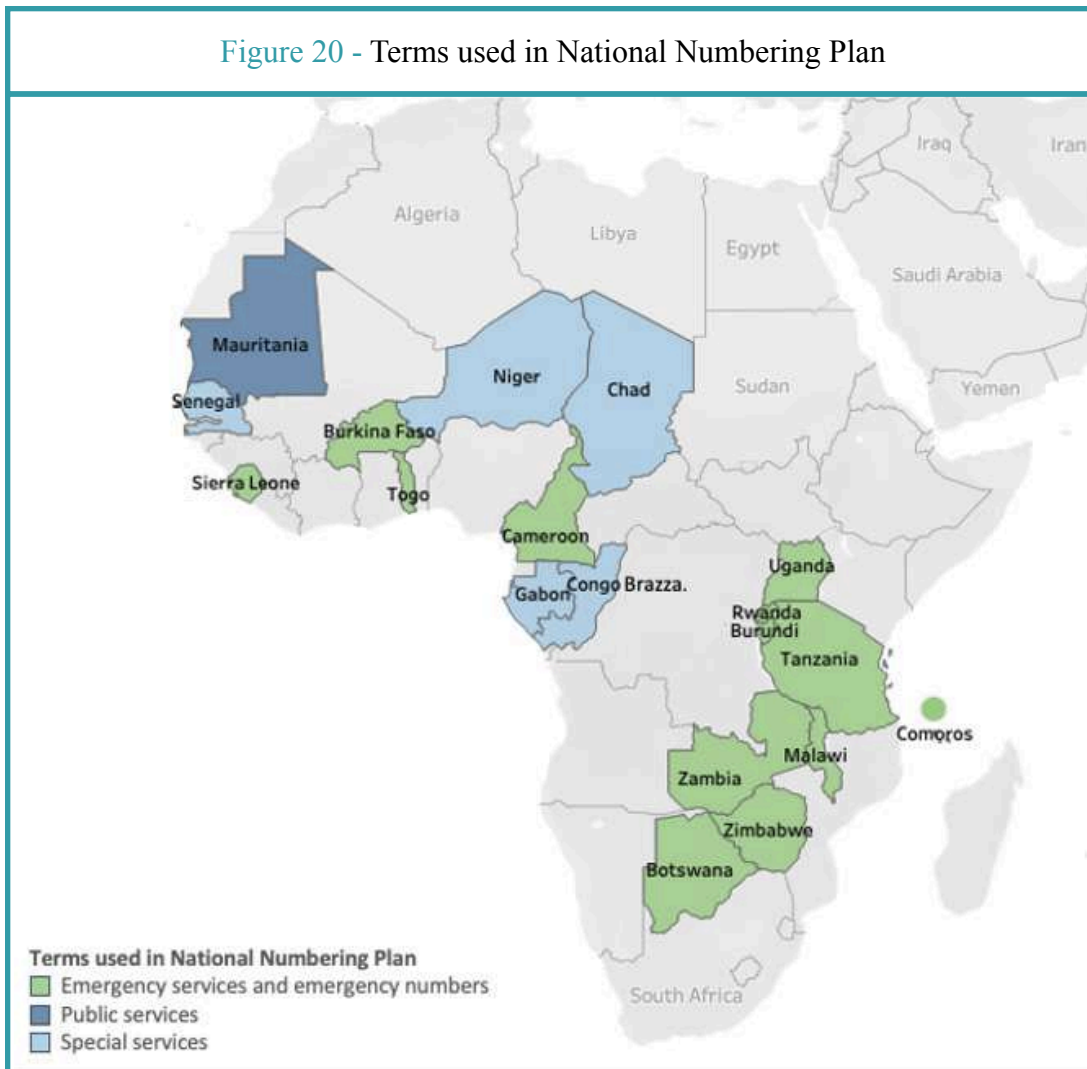 Figure 20 - Terms used in National Numbering Plan
Iraq
Iran
Algeria
Libya
Egypt
Saudi Arabia
Mauritania
Niger
Chad
Sudan
Yemen
Senegal
Burkina Faso
Sierra Leone
Togo
Cameroon
Uganda
Gabon
Congo Brazza.
Rwanda
Burundi
Tanzania
Comoros
Malawi
Zambia
Zimbabwe
Botswana
South Africa
Terms used in National Numbering Plan
Emergency services and emergency numbers
Public services
Special services